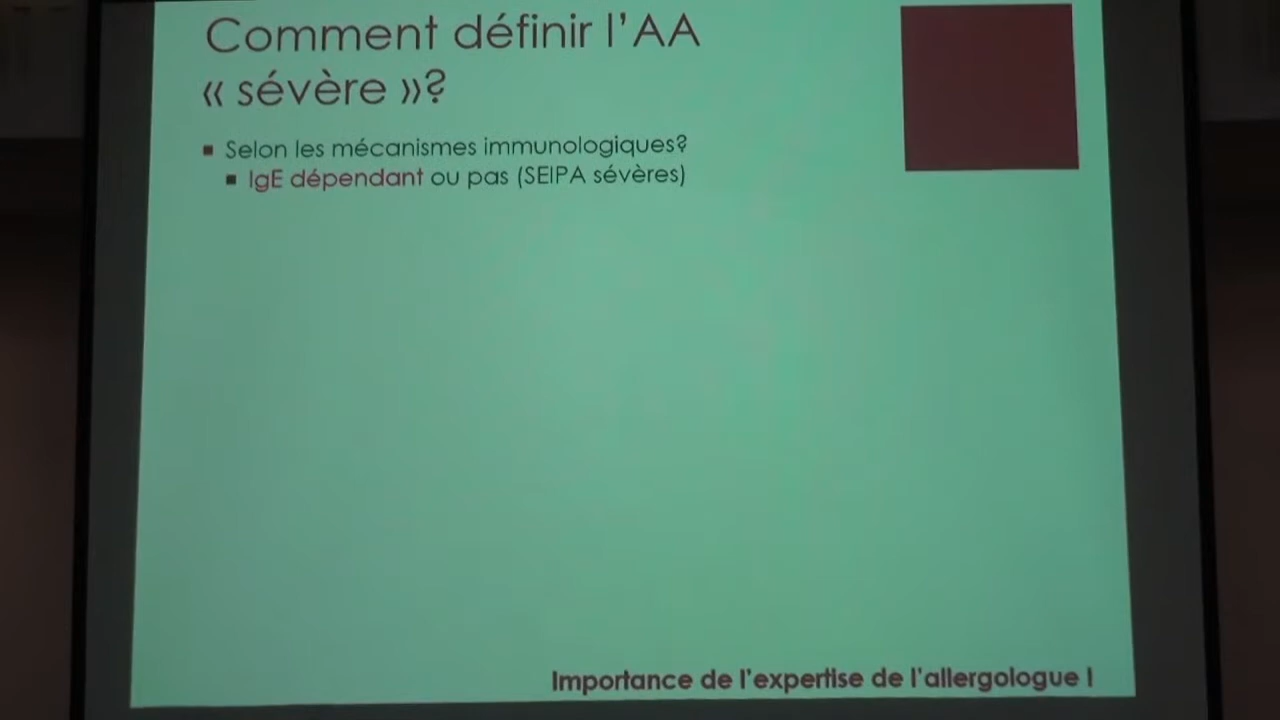 Comment définir l'AA
« sévère »?
Selon les mécanismes immunologiques?
IgE dépendant ou pas (SEIPA sévères)
Importance de l'expertise de l'allergologue !